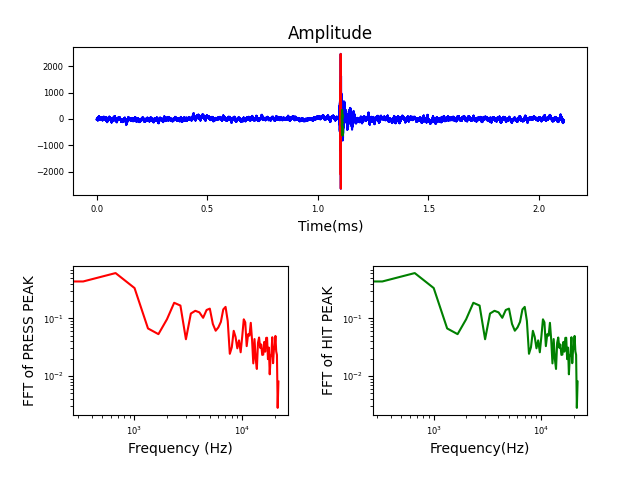 Amplitude
2000
1000
0
−1000
−2000
0.0 0.5 1.0 1.5 2.0
Time(ms)
FFT of PRESS PEAK
10⁻¹
10⁻²
10³ 10⁴
Frequency (Hz)
FFT of HIT PEAK
10⁻¹
10⁻²
10³ 10⁴
Frequency(Hz)